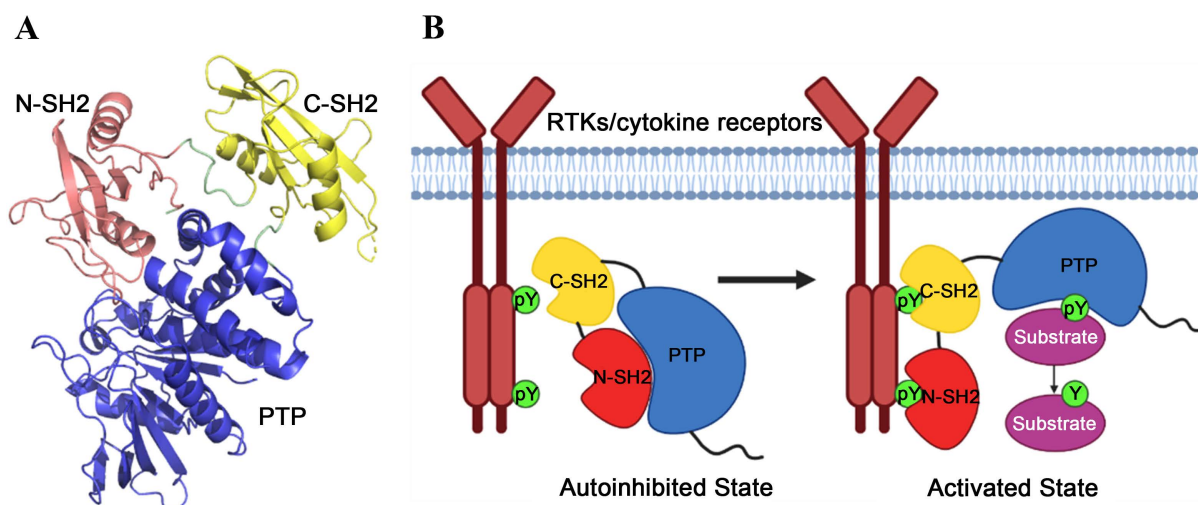 A
N-SH2
C-SH2
PTP
B
RTKs/cytokine receptors
pY
pY
C-SH2
N-SH2
PTP
Autoinhibited State
pY
C-SH2
pY
N-SH2
PTP
pY
Substrate
Y
Substrate
Activated State